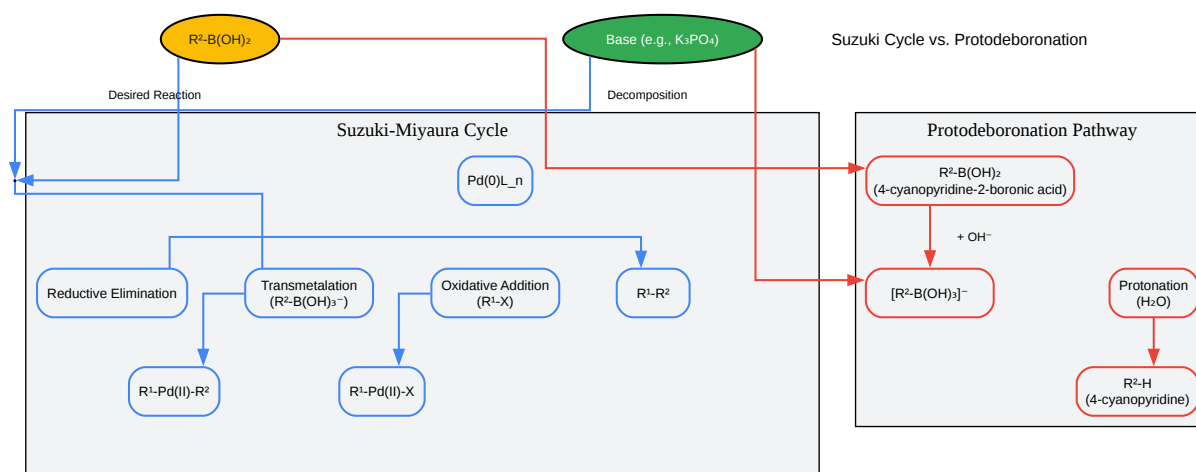 R²-B(OH)₂
Base (e.g., K₃PO₄)
Suzuki Cycle vs. Protodeboronation
Desired Reaction
Decomposition
Suzuki-Miyaura Cycle
Protodeboronation Pathway
Pd(0)L_n
R²-B(OH)₂
(4-cyanopyridine-2-boronic acid)
+ OH⁻
Reductive Elimination
Transmetalation
(R²-B(OH)₃⁻)
Oxidative Addition
(R¹-X)
R¹-R²
[R²-B(OH)₃]⁻
Protonation
(H₂O)
R¹-Pd(II)-R²
R¹-Pd(II)-X
R²-H
(4-cyanopyridine)